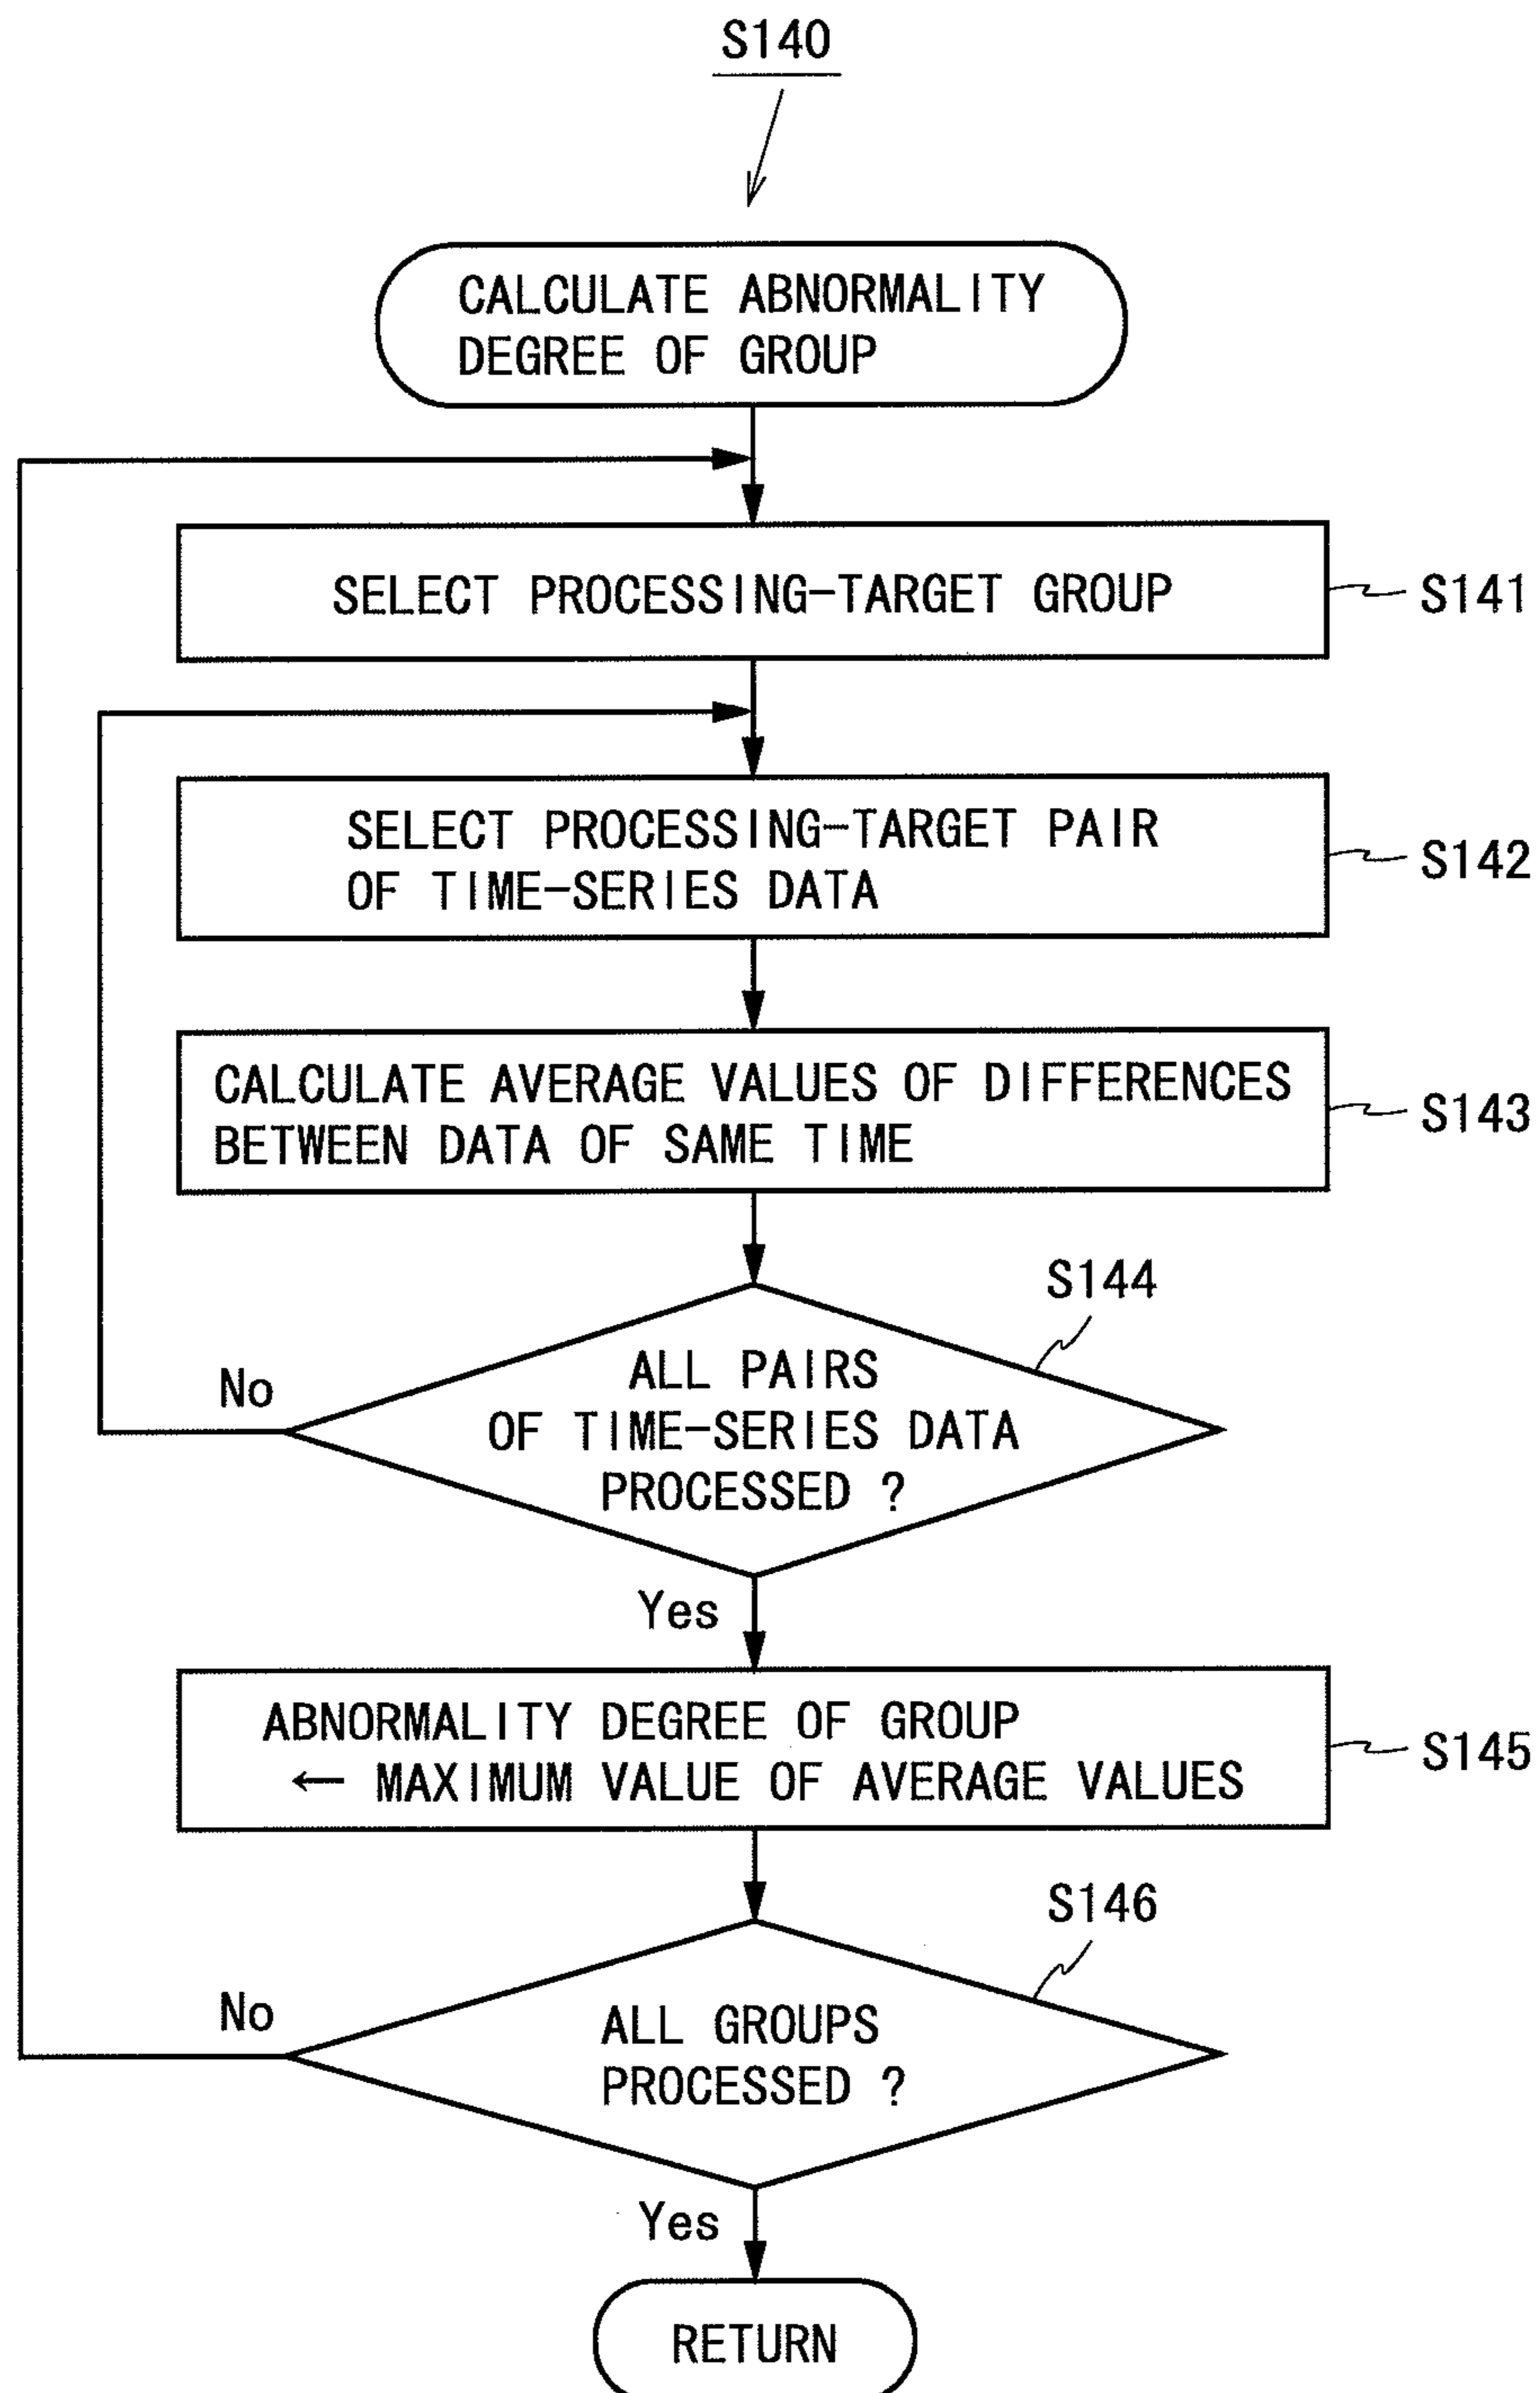 S140
CALCULATE ABNORMALITY
DEGREE OF GROUP
SELECT PROCESSING-TARGET GROUP
S141
SELECT PROCESSING-TARGET PAIR
OF TIME-SERIES DATA
S142
CALCULATE AVERAGE VALUES OF DIFFERENCES
BETWEEN DATA OF SAME TIME
S143
S144
ALL PAIRS
OF TIME-SERIES DATA
PROCESSED ?
No
Yes
ABNORMALITY DEGREE OF GROUP
← MAXIMUM VALUE OF AVERAGE VALUES
S145
S146
ALL GROUPS
PROCESSED ?
No
Yes
RETURN